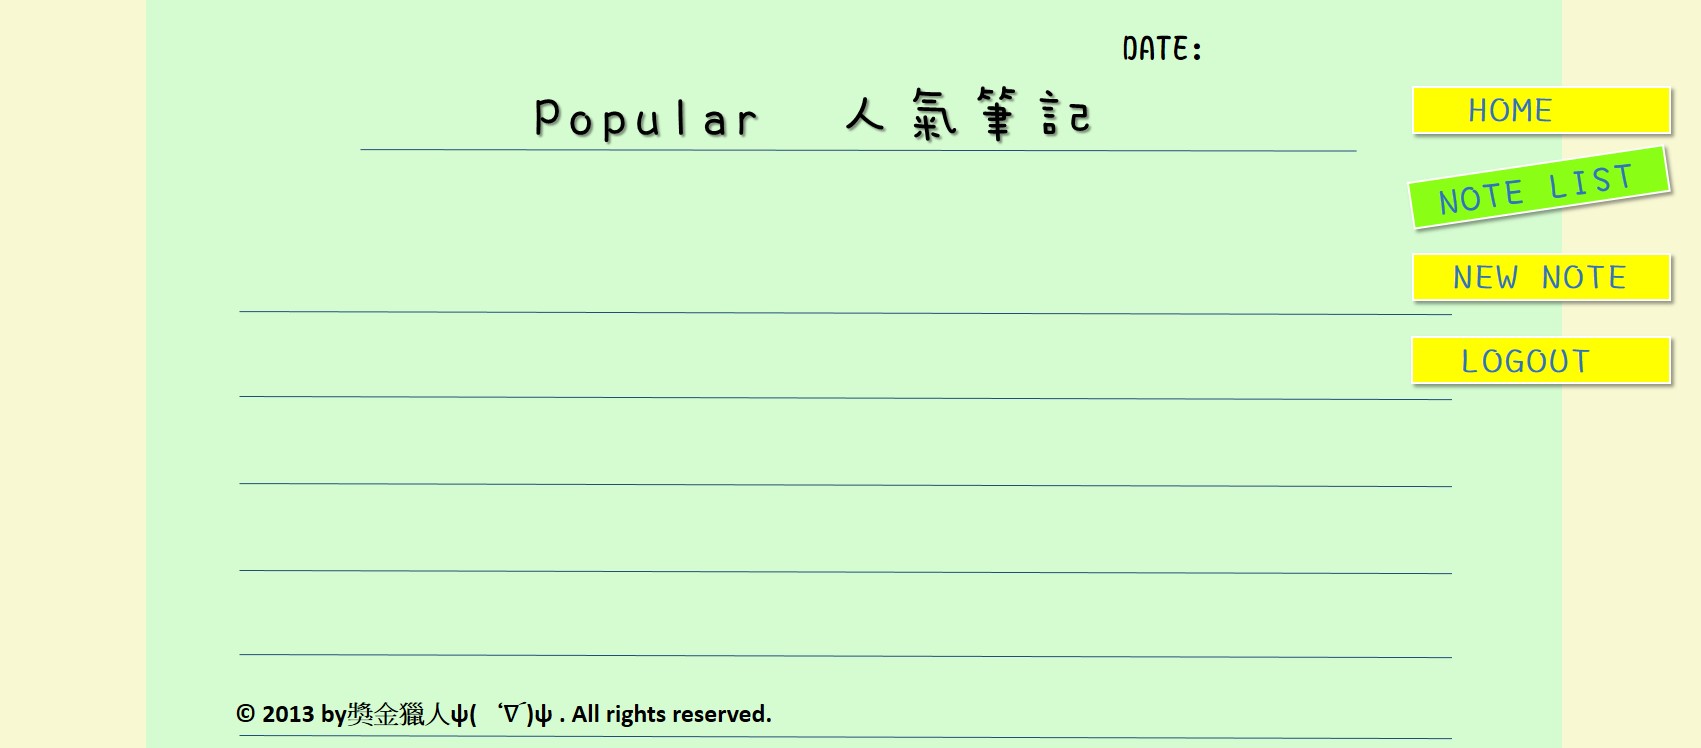 DATE:
Popular 人氣筆記
HOME
NOTE LIST
NEW NOTE
LOGOUT
© 2013 by獎金獵人ψ( ‘∇´)ψ . All rights reserved.